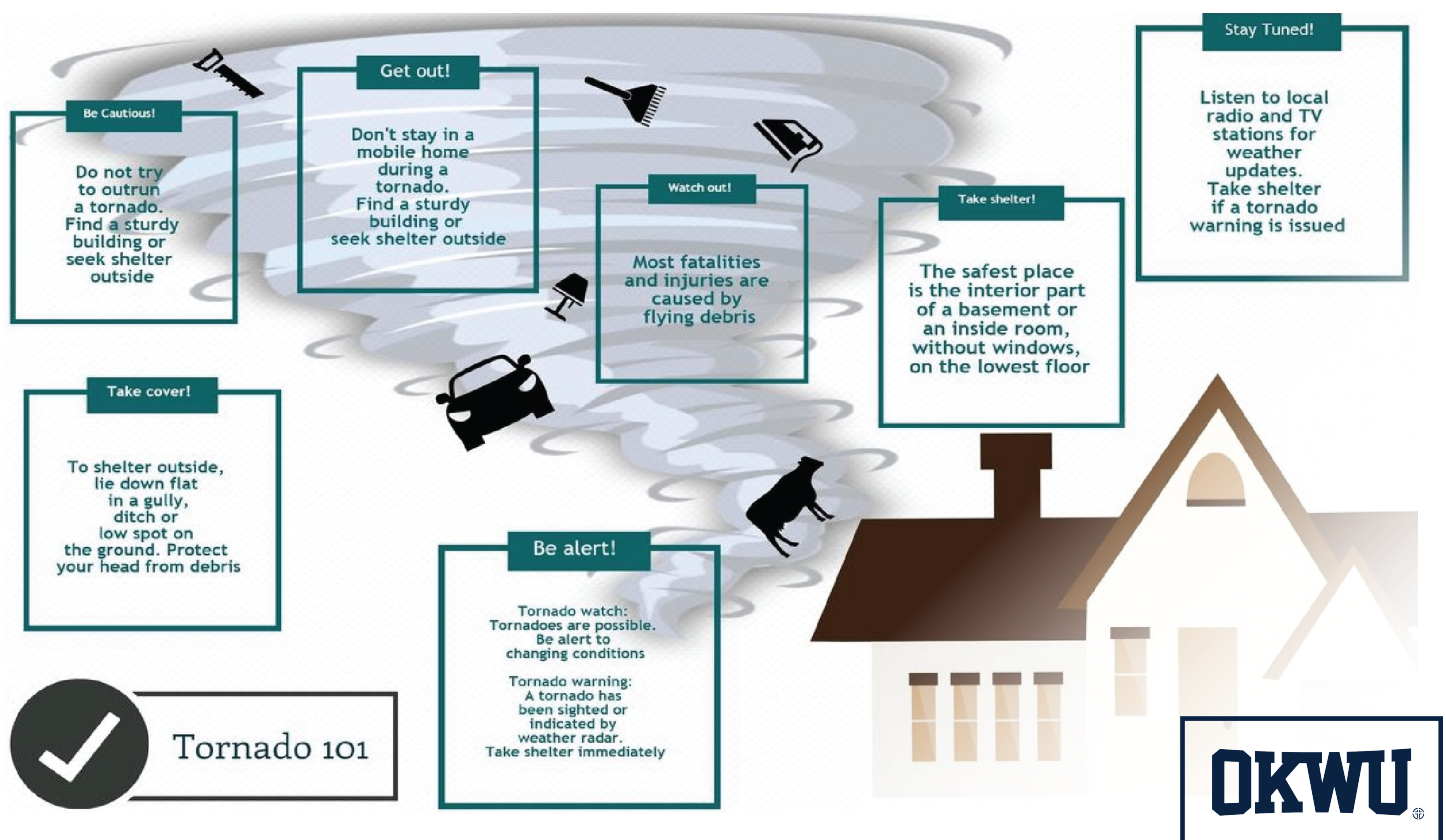 Be Cautious!
Do not try
to outrun
a tornado.
Find a sturdy
building or
seek shelter
outside
Get out!
Don't stay in a
mobile home
during a
tornado.
Find a sturdy
building or
seek shelter outside
Watch out!
Most fatalities
and injuries are
caused by
flying debris
Take shelter!
The safest place
is the interior part
of a basement or
an inside room,
without windows,
on the lowest floor
Stay Tuned!
Listen to local
radio and TV
stations for
weather
updates.
Take shelter
if a tornado
warning is issued
Take cover!
To shelter outside,
lie down flat
in a gully,
ditch or
low spot on
the ground. Protect
your head from debris
Be alert!
Tornado watch:
Tornadoes are possible.
Be alert to
changing conditions
Tornado warning:
A tornado has
been sighted or
indicated by
weather radar.
Take shelter immediately
Tornado 101
OKWU